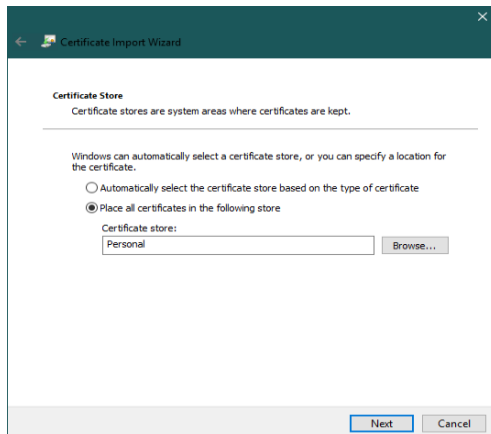 Certificate Import Wizard
Certificate Store
Certificate stores are system areas where certificates are kept.
Windows can automatically select a certificate store, or you can specify a location for
the certificate.
Automatically select the certificate store based on the type of certificate
Place all certificates in the following store
Certificate store:
Personal
Browse...
Next
Cancel